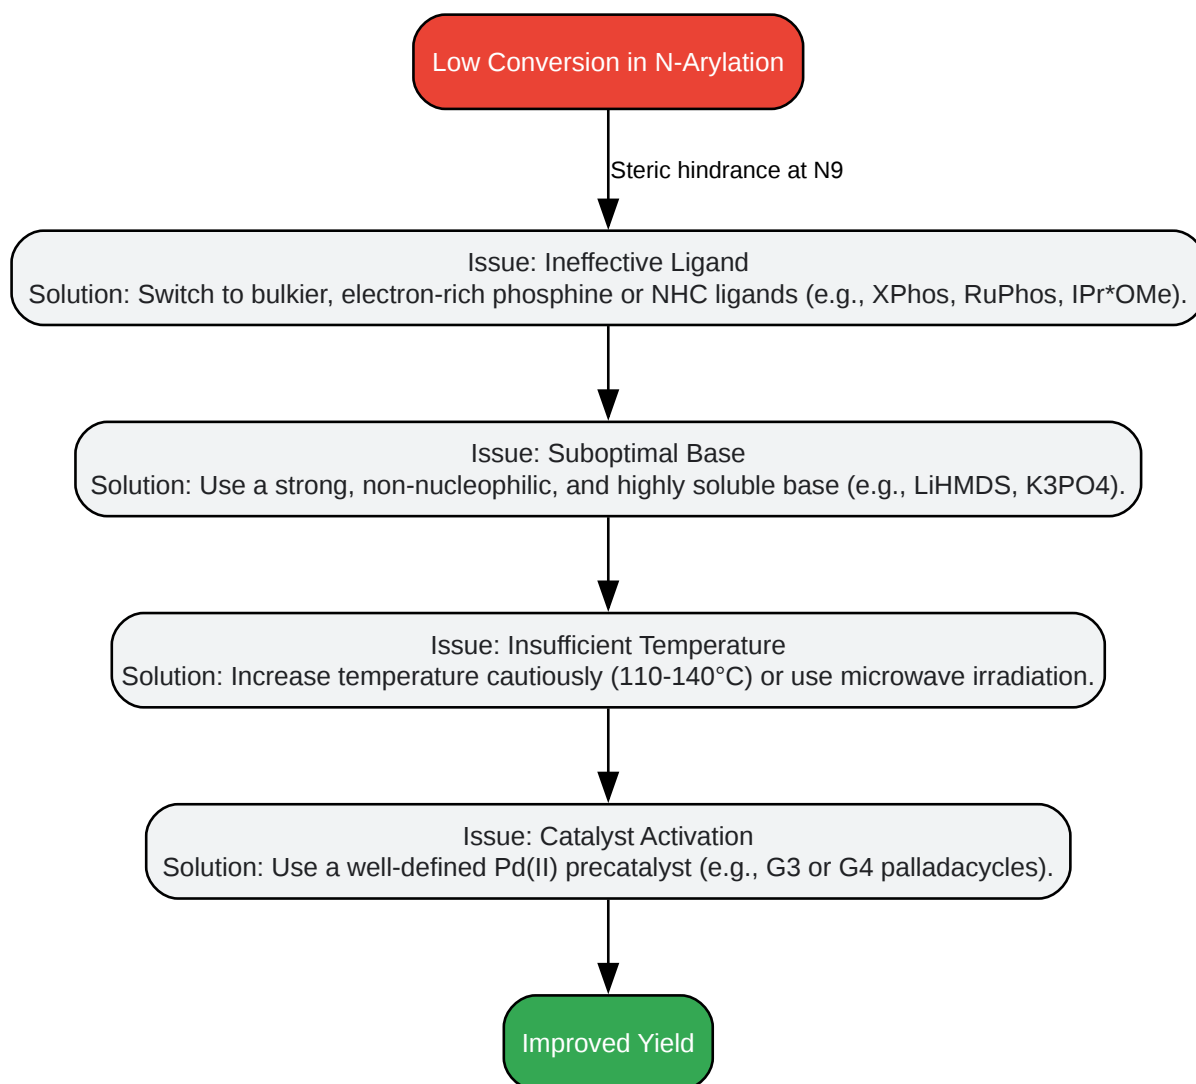 Low Conversion in N-Arylation
Steric hindrance at N9
Issue: Ineffective Ligand
Solution: Switch to bulkier, electron-rich phosphine or NHC ligands (e.g., XPhos, RuPhos, IPr*OMe).
Issue: Suboptimal Base
Solution: Use a strong, non-nucleophilic, and highly soluble base (e.g., LiHMDS, K3PO4).
Issue: Insufficient Temperature
Solution: Increase temperature cautiously (110-140°C) or use microwave irradiation.
Issue: Catalyst Activation
Solution: Use a well-defined Pd(II) precatalyst (e.g., G3 or G4 palladacycles).
Improved Yield